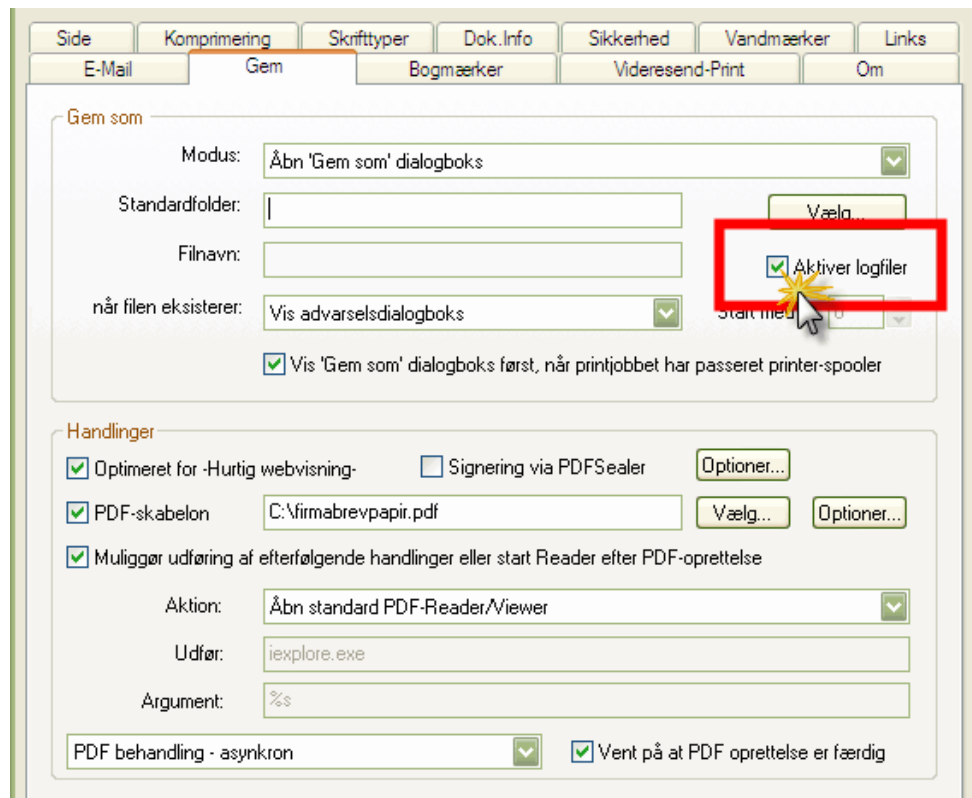 Side Komprimering Skrifttyper Dok.Info Sikkerhed Vandmærker Links
E-Mail Gem Bogmærker Videresend-Print Om
Gem som
Modus: Åbn 'Gem som' dialogboks
Standardfolder: Vælg...
Filnavn: Aktiver logfiler
når filen eksisterer: Vis advarselsdialogboks Start med
Vis 'Gem som' dialogboks først, når printjobbet har passeret printer-spooler
Handlinger
Optimeret for -Hurtig webvisning- Signering via PDFSealer Optioner...
PDF-skabelon C:\firmabrevpapir.pdf Vælg... Optioner...
Muliggør udføring af efterfølgende handlinger eller start Reader efter PDF-oprettelse
Aktion: Åbn standard PDF-Reader/Viewer
Udfør: iexplore.exe
Argument: %s
PDF behandling - asynkron Vent på at PDF oprettelse er færdig